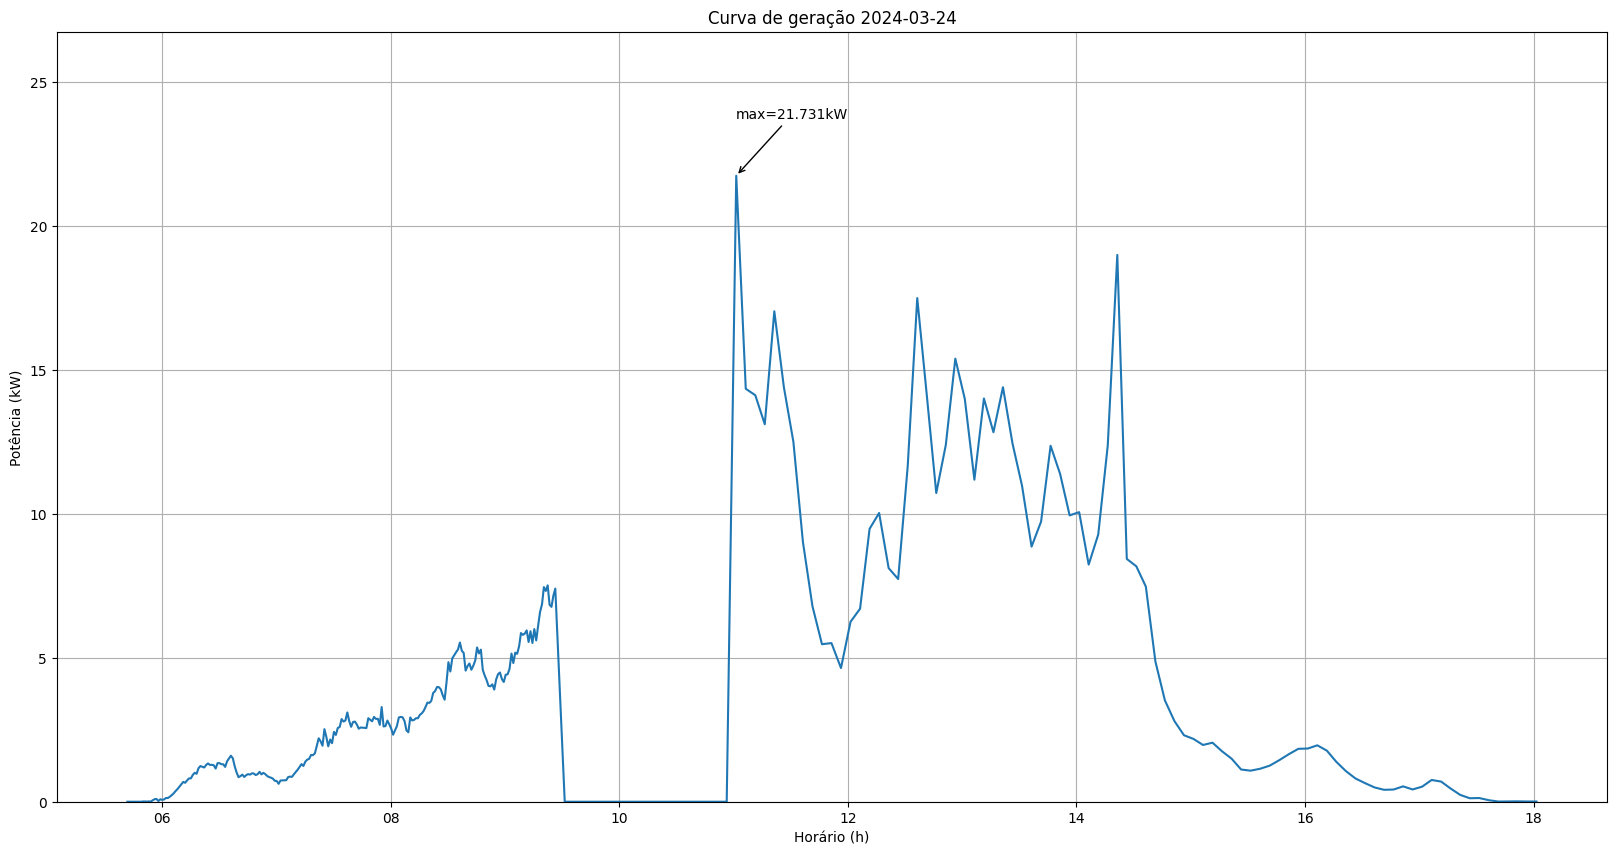 Curva de geração 2024-03-24
25
max=21.731kW
20
15
Potência (kW)
10
5
0
06 08 10 12 14 16 18
Horário (h)